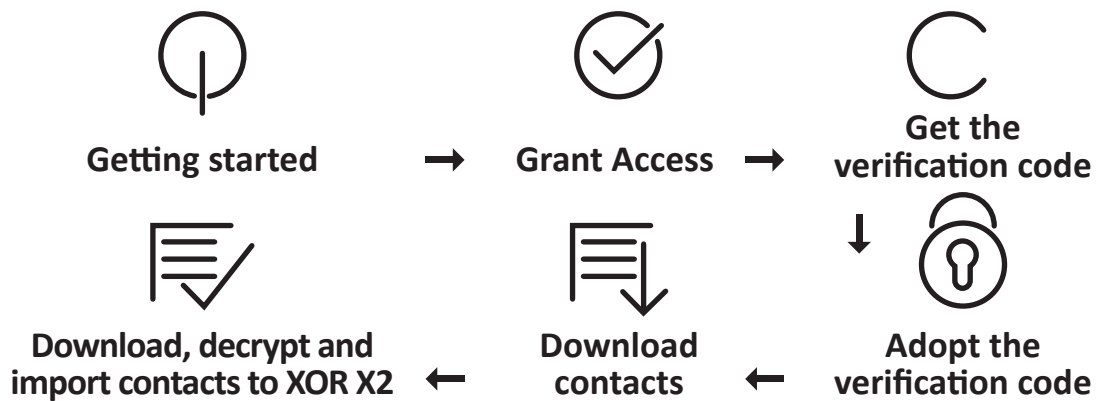 Getting started
Grant Access
Get the
verification code
Adopt the
verification code
Download
contacts
Download, decrypt and
import contacts to XOR X2